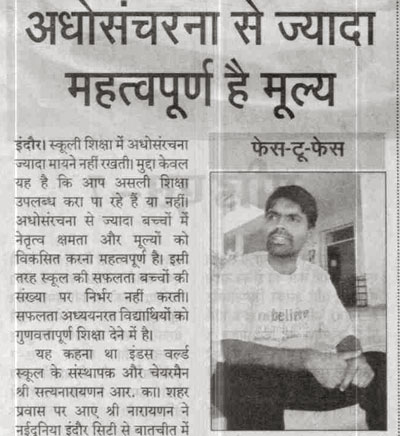 अधोसंचरना से ज्यादा
महत्वपूर्ण है मूल्य
इंदौर। स्कूली शिक्षा में अधोसंरचना
ज्यादा मायने नहीं रखती। मुद्दा केवल
यह है कि आप असली शिक्षा
उपलब्ध करा पा रहे हैं या नहीं।
अधोसंरचना से ज्यादा बच्चों में
नेतृत्व क्षमता और मूल्यों को
विकसित करना महत्वपूर्ण है। इसी
तरह स्कूल की सफलता बच्चों की
संख्या पर निर्भर नहीं करती।
सफलता अध्ययनरत विद्यार्थियों को
गुणवत्तापूर्ण शिक्षा देने में है।
यह कहना था इंडस वर्ल्ड
स्कूल के संस्थापक और चेयरमैन
श्री सत्यनारायणन आर. का। शहर
प्रवास पर आए श्री नारायणन ने
नईदुनिया इंदौर सिटी से बातचीत में
फेस-टू-फेस